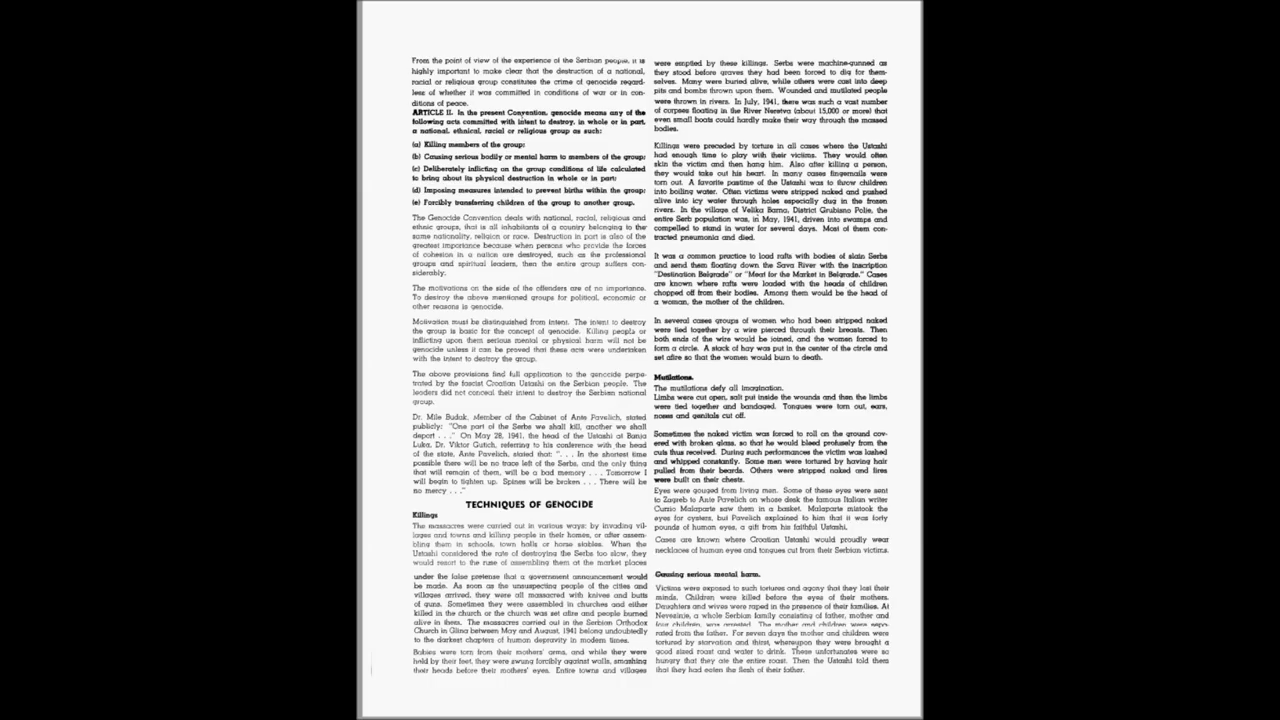 From the point of view of the experience of the Serbian people, it is
highly important to make clear that the destruction of a national,
racial or religious group constitutes the crime of genocide regard-
less of whether it was committed in conditions of war or in con-
ditions of peace.
ARTICLE II. In the present Convention, genocide means any of the
following acts committed with intent to destroy, in whole or in part,
a national, ethnical, racial or religious group as such:
(a) Killing members of the group:
(b) Causing serious bodily or mental harm to members of the group:
(c) Deliberately inflicting on the group conditions of life calculated
to bring about its physical destruction in whole or in part:
(d) Imposing measures intended to prevent births within the group:
(e) Forcibly transferring children of the group to another group.
The Genocide Convention deals with national, racial, religious and
ethnic groups, that is all inhabitants of a country belonging to the
same nationality, religion or race. Destruction in part is also of the
greatest importance because when persons who provide the forces
of cohesion in a nation are destroyed, such as the professional
groups and spiritual leaders, then the entire group suffers con-
siderably.
The motivations on the side of the offenders are of no importance.
To destroy the above mentioned groups for political, economic or
other reasons is genocide.
Motivation must be distinguished from intent. The intent to destroy
the group is basic for the concept of genocide. Killing people or
inflicting upon them serious mental or physical harm will not be
genocide unless it can be proved that these acts were undertaken
with the intent to destroy the group.
The above provisions find full application to the genocide perpe-
trated by the fascist Croatian Ustashi on the Serbian people. The
leaders did not conceal their intent to destroy the Serbian national
group.
Dr. Mile Budak, Member of the Cabinet of Ante Pavelich, stated
publicly: "One part of the Serbs we shall kill, another we shall
deport . . ." On May 28, 1941, the head of the Ustashi at Banja
Luka, Dr. Viktor Gutich, referring to his conference with the head
of the state, Ante Pavelich, stated that: ". . . In the shortest time
possible there will be no trace left of the Serbs, and the only thing
that will remain of them, will be a bad memory . . . Tomorrow I
will begin to tighten up. Spines will be broken . . . There will be
no mercy . . ."
TECHNIQUES OF GENOCIDE
Killings
The massacres were carried out in various ways: by invading vil-
lages and towns and killing people in their homes, or after assem-
bling them in schools, town halls or horse stables. When the
Ustashi considered the rate of destroying the Serbs too slow, they
would resort to the ruse of assembling them at the market places
under the false pretense that a government announcement would
be made. As soon as the unsuspecting people of the cities and
villages arrived, they were all massacred with knives and butts
of guns. Sometimes they were assembled in churches and either
killed in the church or the church was set afire and people burned
alive in them. The massacres carried out in the Serbian Orthodox
Church in Glina between May and August, 1941 belong undoubtedly
to the darkest chapters of human depravity in modern times.
Babies were torn from their mothers' arms, and while they were
held by their feet, they were swung forcibly against walls, smashing
their heads before their mothers' eyes. Entire towns and villages
were emptied by these killings. Serbs were machine-gunned as
they stood before graves they had been forced to dig for them-
selves. Many were buried alive, while others were cast into deep
pits and bombs thrown upon them. Wounded and mutilated people
were thrown in rivers. In July, 1941, there was such a vast number
of corpses floating in the River Neretva (about 15,000 or more) that
even small boats could hardly make their way through the massed
bodies.
Killings were preceded by torture in all cases where the Ustashi
had enough time to play with their victims. They would often
skin the victim and then hang him. Also after killing a person,
they would take out his heart. In many cases fingernails were
torn out. A favorite pastime of the Ustashi was to throw children
into boiling water. Often victims were stripped naked and pushed
alive into icy water through holes especially dug in the frozen
rivers. In the village of Velika Barna, District Grubisno Polje, the
entire Serb population was, in May, 1941, driven into swamps and
compelled to stand in water for several days. Most of them con-
tracted pneumonia and died.
It was a common practice to load rafts with bodies of slain Serbs
and send them floating down the Sava River with the inscription
"Destination Belgrade" or "Meat for the Market in Belgrade." Cases
are known where rafts were loaded with the heads of children
chopped off from their bodies. Among them would be the head of
a woman, the mother of the children.
In several cases groups of women who had been stripped naked
were tied together by a wire pierced through their breasts. Then
both ends of the wire would be joined, and the women forced to
form a circle. A stack of hay was put in the center of the circle and
set afire so that the women would burn to death.
Mutilations.
The mutilations defy all imagination.
Limbs were cut open, salt put inside the wounds and then the limbs
were tied together and bandaged. Tongues were torn out, ears,
noses and genitals cut off.
Sometimes the naked victim was forced to roll on the ground cov-
ered with broken glass, so that he would bleed profusely from the
cuts thus received. During such performances the victim was lashed
and whipped constantly. Some men were tortured by having hair
pulled from their beards. Others were stripped naked and fires
were built on their chests.
Eyes were gouged from living men. Some of these eyes were sent
to Zagreb to Ante Pavelich on whose desk the famous Italian writer
Curzio Malaparte saw them in a basket. Malaparte mistook the
eyes for oysters, but Pavelich explained to him that it was forty
pounds of human eyes, a gift from his faithful Ustashi.
Cases are known where Croatian Ustashi would proudly wear
necklaces of human eyes and tongues cut from their Serbian victims.
Causing serious mental harm.
Victims were exposed to such tortures and agony that they lost their
minds. Children were killed before the eyes of their mothers.
Daughters and wives were raped in the presence of their families. At
Nevesinje, a whole Serbian family consisting of father, mother and
four children, was arrested. The mother and children were sepa-
rated from the father. For seven days the mother and children were
tortured by starvation and thirst, whereupon they were brought a
good sized roast and water to drink. These unfortunates were so
hungry that they ate the entire roast. Then the Ustashi told them
that they had eaten the flesh of their father.